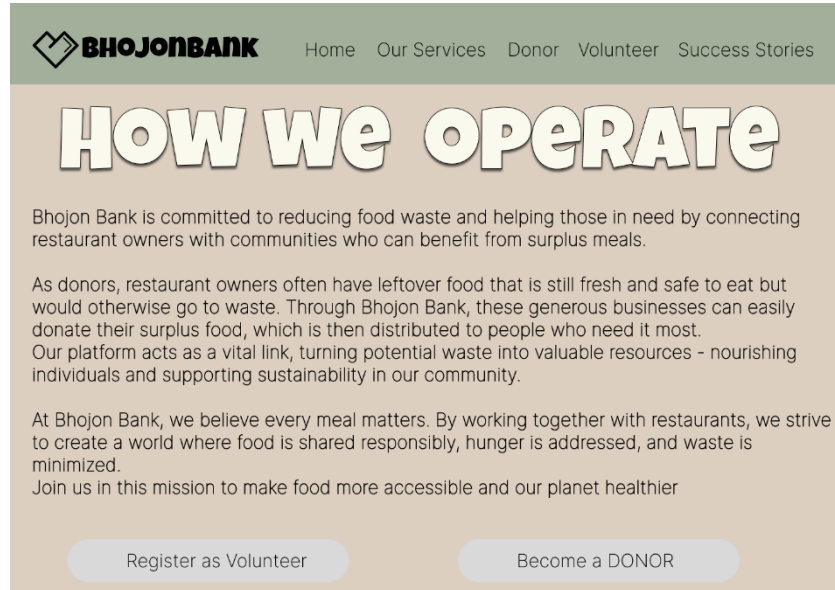 BHOJONBANK
Home Our Services Donor Volunteer Success Stories
HOW We OPeRATe
Bhojon Bank is committed to reducing food waste and helping those in need by connecting
restaurant owners with communities who can benefit from surplus meals.
As donors, restaurant owners often have leftover food that is still fresh and safe to eat but
would otherwise go to waste. Through Bhojon Bank, these generous businesses can easily
donate their surplus food, which is then distributed to people who need it most.
Our platform acts as a vital link, turning potential waste into valuable resources - nourishing
individuals and supporting sustainability in our community.
At Bhojon Bank, we believe every meal matters. By working together with restaurants, we strive
to create a world where food is shared responsibly, hunger is addressed, and waste is
minimized.
Join us in this mission to make food more accessible and our planet healthier
Register as Volunteer Become a DONOR